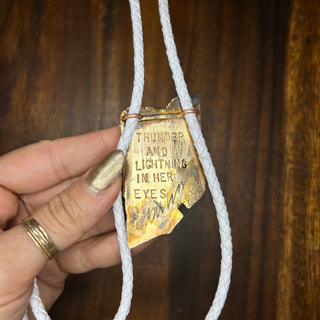 THUNDER
AND
LIGHTNING
IN HER
EYES